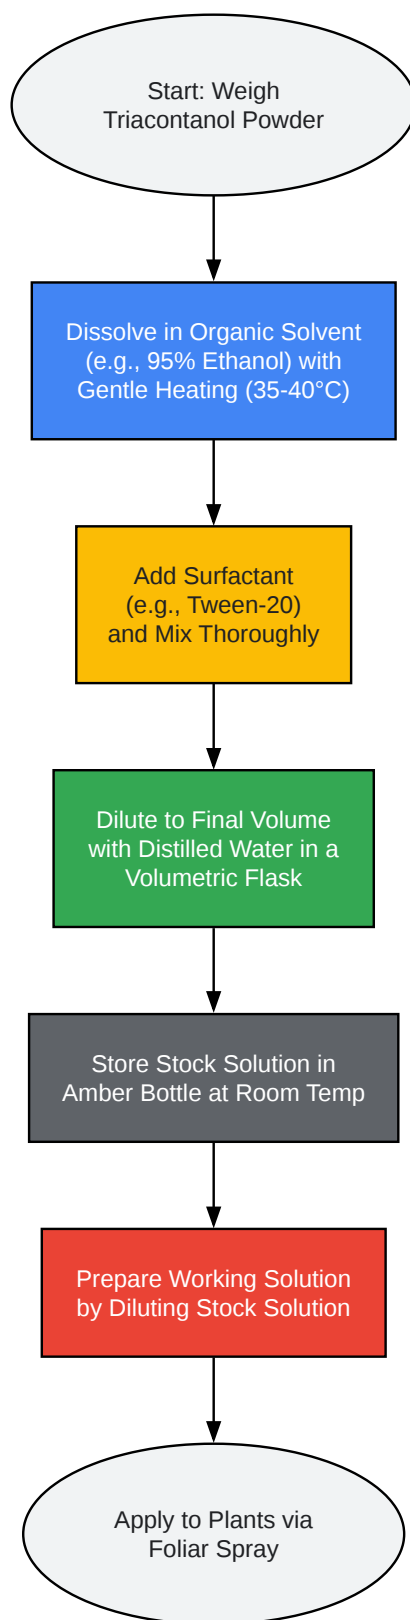 Start: Weigh
Triacontanol Powder
Dissolve in Organic Solvent
(e.g., 95% Ethanol) with
Gentle Heating (35-40°C)
Add Surfactant
(e.g., Tween-20)
and Mix Thoroughly
Dilute to Final Volume
with Distilled Water in a
Volumetric Flask
Store Stock Solution in
Amber Bottle at Room Temp
Prepare Working Solution
by Diluting Stock Solution
Apply to Plants via
Foliar Spray